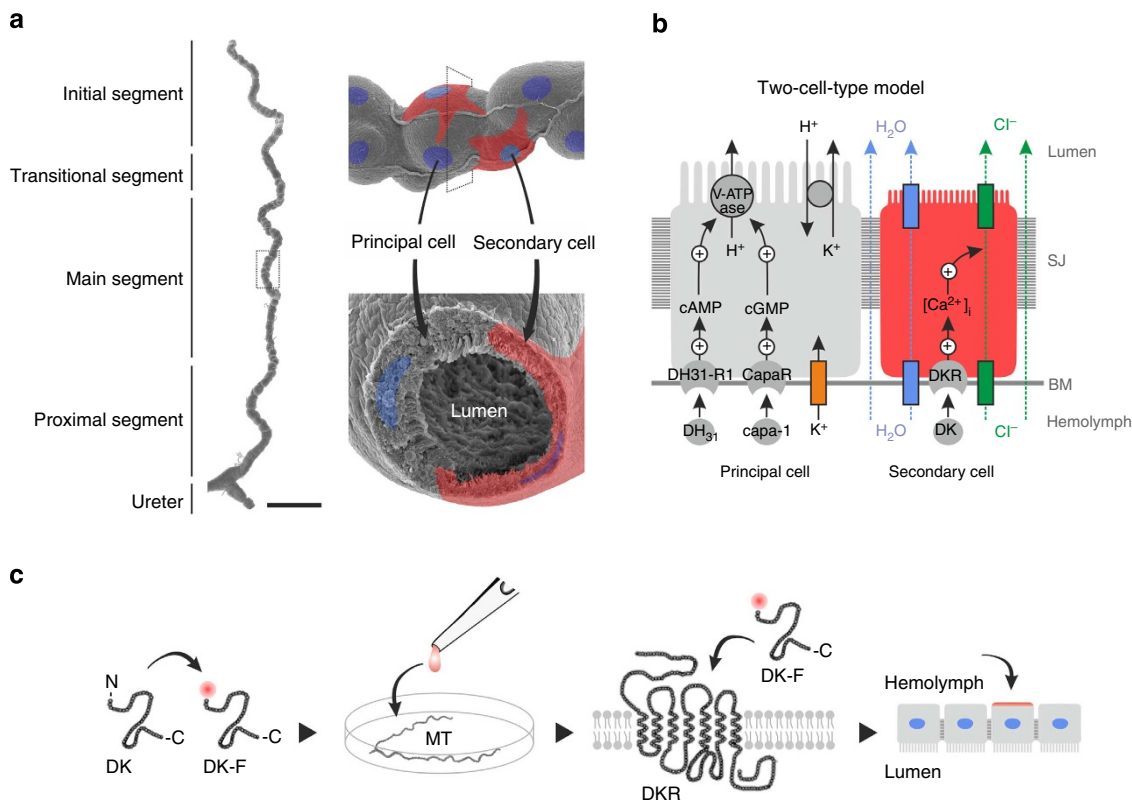 a
Initial segment
Transitional segment
Main segment
Proximal segment
Ureter
Principal cell
Secondary cell
Lumen
b
Two-cell-type model
H⁺
H₂O
Cl⁻
Lumen
V-ATP
ase
H⁺
K⁺
SJ
cAMP
cGMP
[Ca²⁺]ᵢ
DH31-R1
CapaR
DKR
BM
DH₃₁
capa-1
K⁺
H₂O
DK
Cl⁻
Hemolymph
Principal cell
Secondary cell
c
N
-C
DK
-C
DK-F
MT
-C
DK-F
DKR
Hemolymph
Lumen